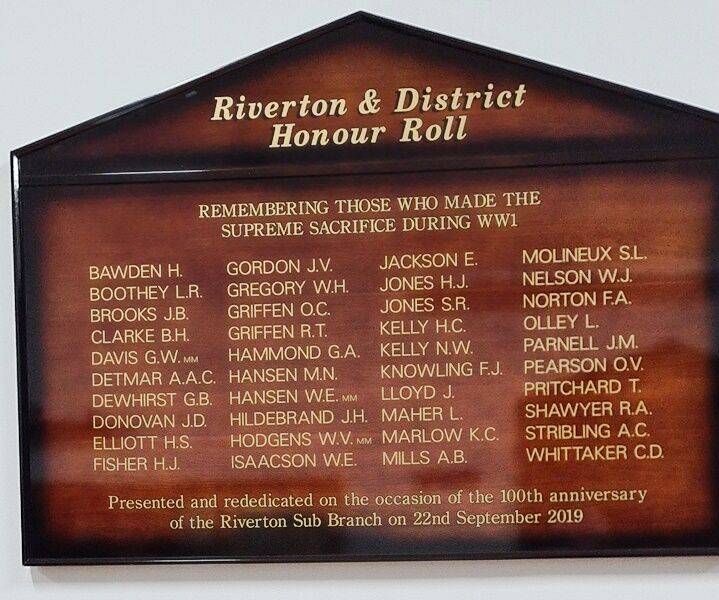 Riverton & District
Honour Roll
REMEMBERING THOSE WHO MADE THE
SUPREME SACRIFICE DURING WW1
BAWDEN H.
BOOTHEY L.R.
BROOKS J.B.
CLARKE B.H.
DAVIS G.W. MM
DETMAR A.A.C.
DEWHIRST G.B.
DONOVAN J.D.
ELLIOTT H.S.
FISHER H.J.
GORDON J.V.
GREGORY W.H.
GRIFFEN O.C.
GRIFFEN R.T.
HAMMOND G.A.
HANSEN M.N.
HANSEN W.E. MM
HILDEBRAND J.H.
HODGENS W.V. MM
ISAACSON W.E.
JACKSON E.
JONES H.J.
JONES S.R.
KELLY H.C.
KELLY N.W.
KNOWLING F.J.
LLOYD J.
MAHER L.
MARLOW K.C.
MILLS A.B.
MOLINEUX S.L.
NELSON W.J.
NORTON F.A.
OLLEY L.
PARNELL J.M.
PEARSON O.V.
PRITCHARD T.
SHAWYER R.A.
STRIBLING A.C.
WHITTAKER C.D.
Presented and rededicated on the occasion of the 100th anniversary
of the Riverton Sub Branch on 22nd September 2019